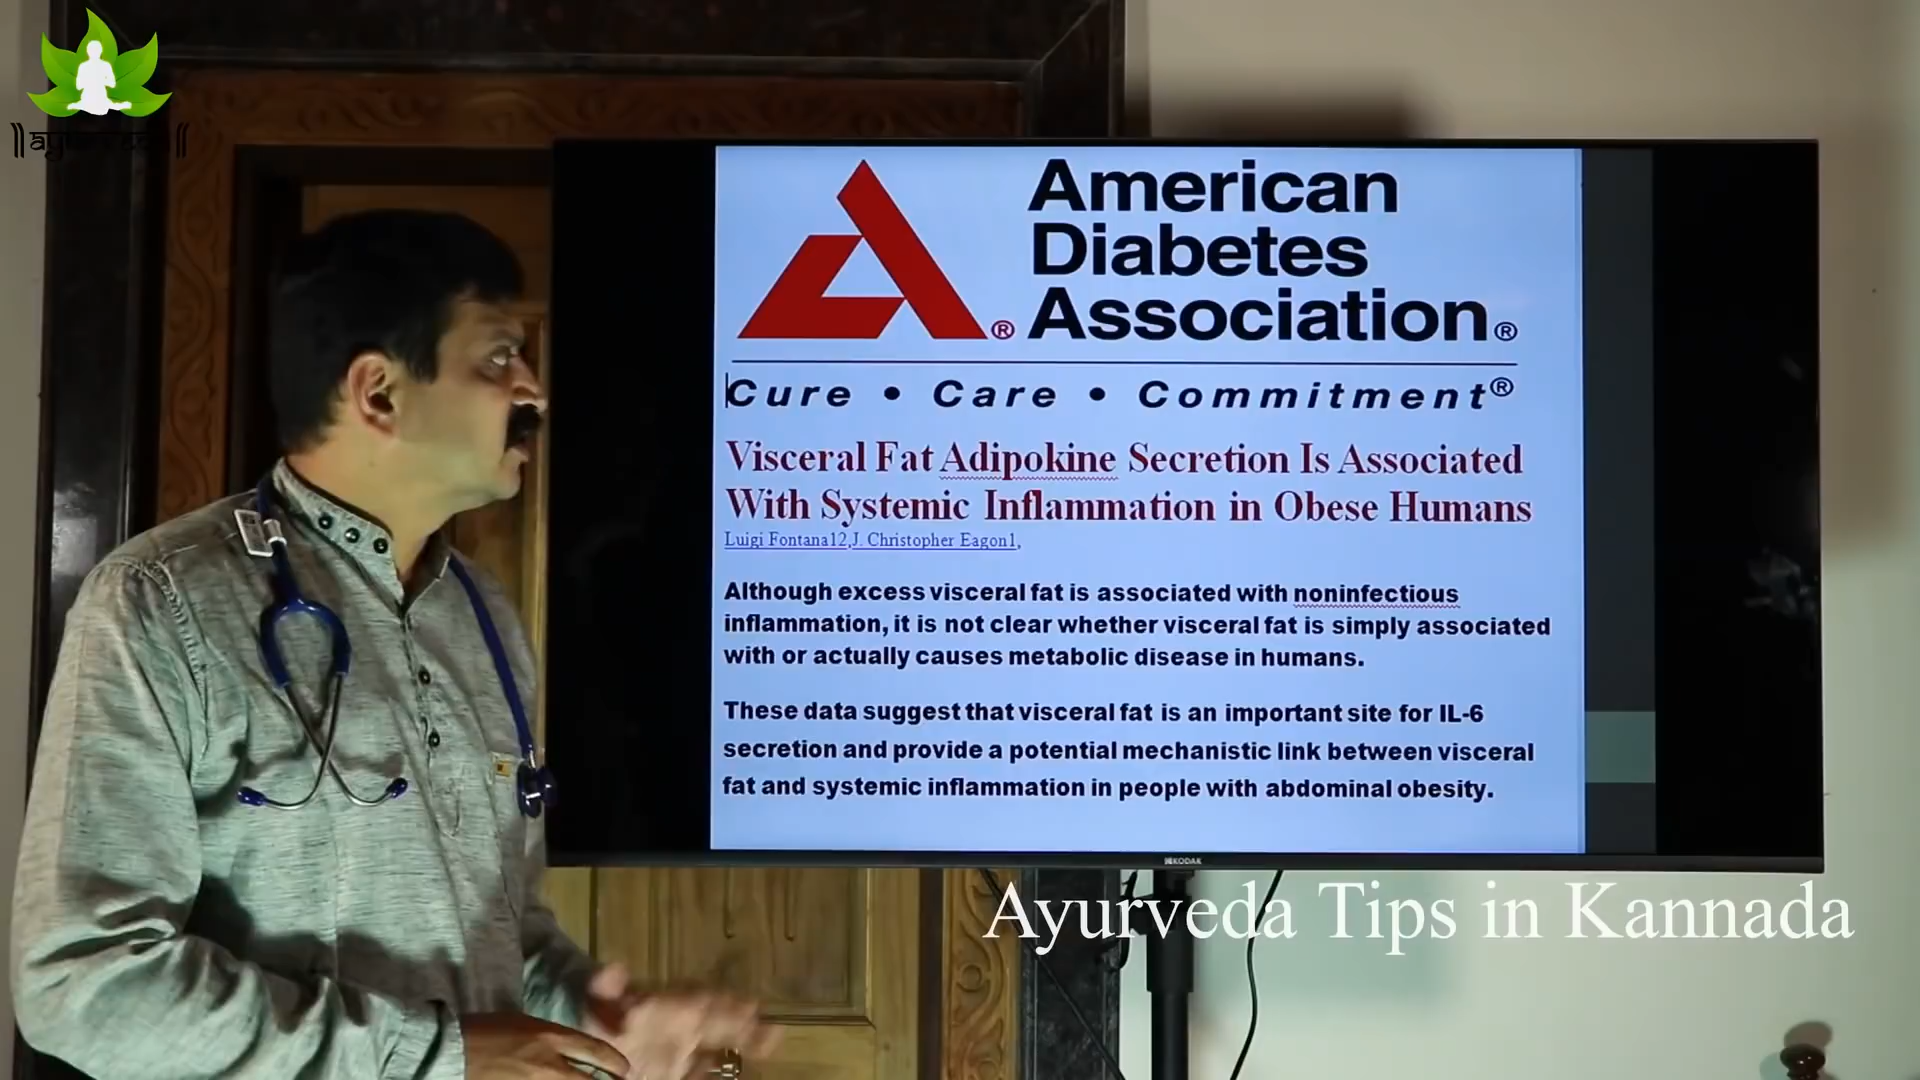 American
Diabetes
Association®
®
Cure • Care • Commitment®
Visceral Fat Adipokine Secretion Is Associated
With Systemic Inflammation in Obese Humans
Luigi Fontana12,J. Christopher Eagon1,
Although excess visceral fat is associated with noninfectious
inflammation, it is not clear whether visceral fat is simply associated
with or actually causes metabolic disease in humans.
These data suggest that visceral fat is an important site for IL-6
secretion and provide a potential mechanistic link between visceral
fat and systemic inflammation in people with abdominal obesity.
KODAK
Ayurveda Tips in Kannada